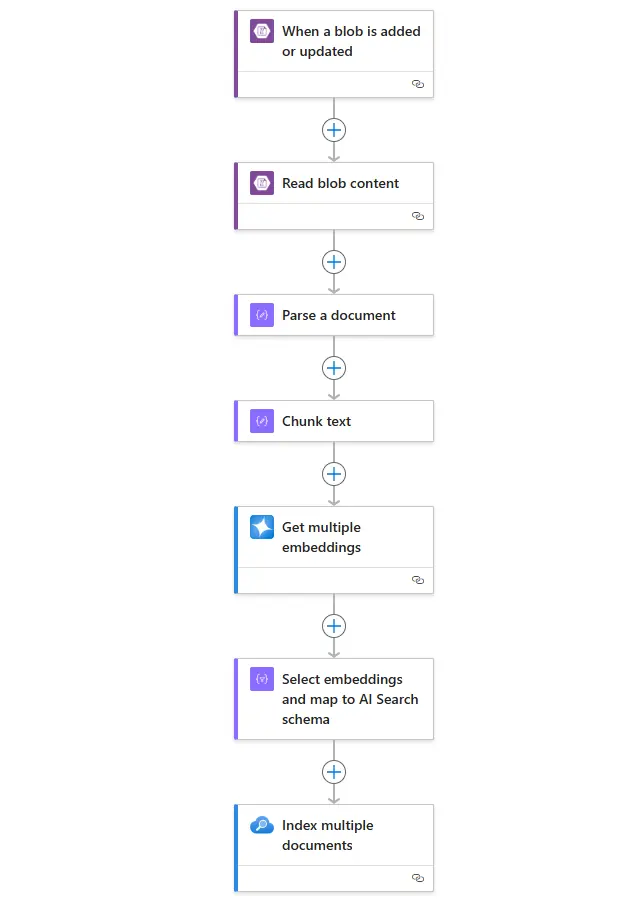 When a blob is added
or updated
Read blob content
Parse a document
Chunk text
Get multiple
embeddings
Select embeddings
and map to AI Search
schema
Index multiple
documents